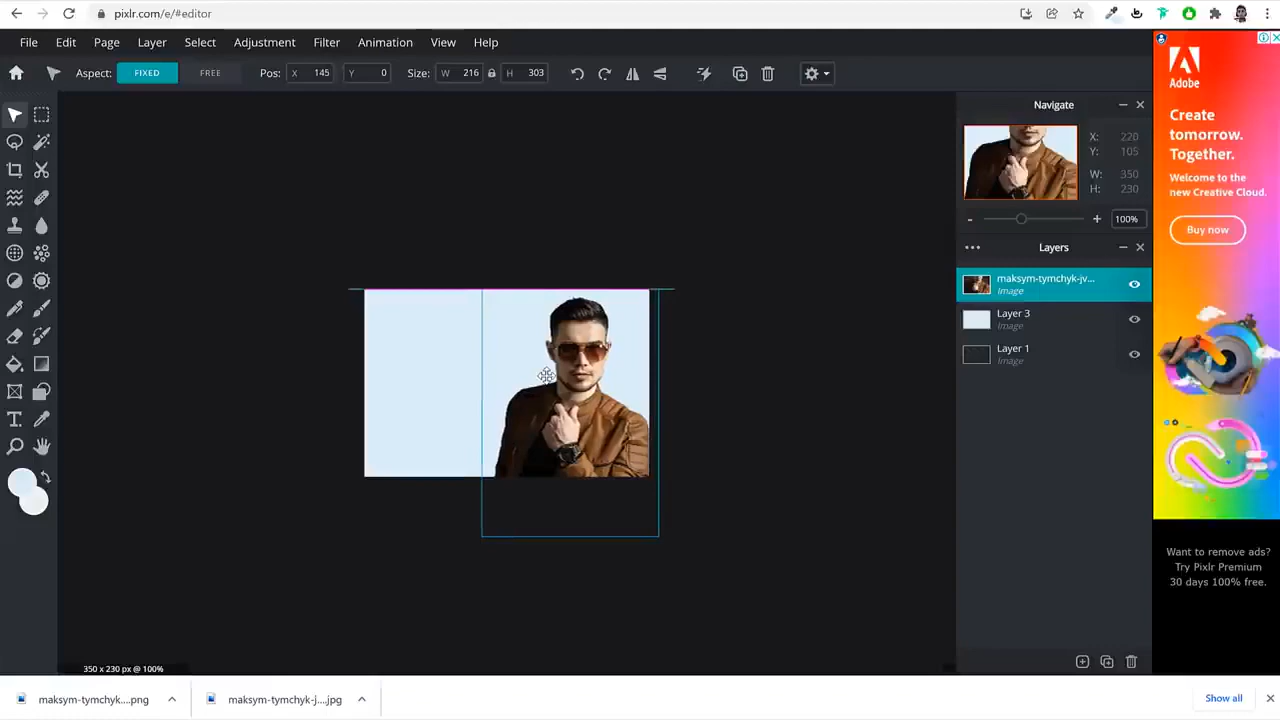 pixlr.com/e/#editor
File Edit Page Layer Select Adjustment Filter Animation View Help
Aspect: FIXED FREE Pos: X 145 Y 0 Size: W 216 H 303
Navigate
X: 220
Y: 105
W: 350
H: 230
- + 100%
Layers
maksym-tymchyk-jv...
Image
Layer 3
Image
Layer 1
Image
350 x 230 px @ 100%
Adobe
Create
tomorrow.
Together.
Welcome to the
new Creative Cloud.
Buy now
Want to remove ads?
Try Pixlr Premium
30 days 100% free.
maksym-tymchyk....png
maksym-tymchyk-j....jpg
Show all